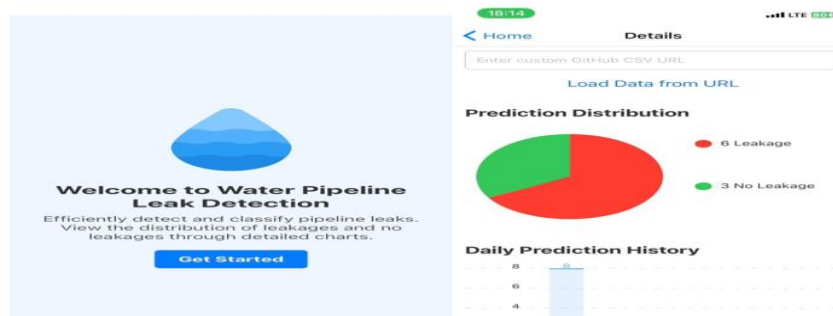 Welcome to Water Pipeline
Leak Detection
Efficiently detect and classify pipeline leaks.
View the distribution of leakages and no
leakages through detailed charts.
Get Started
18:14
LTE
Home
Details
Enter custom GitHub CSV URL
Load Data from URL
Prediction Distribution
6 Leakage
3 No Leakage
Daily Prediction History
8
8
6
4